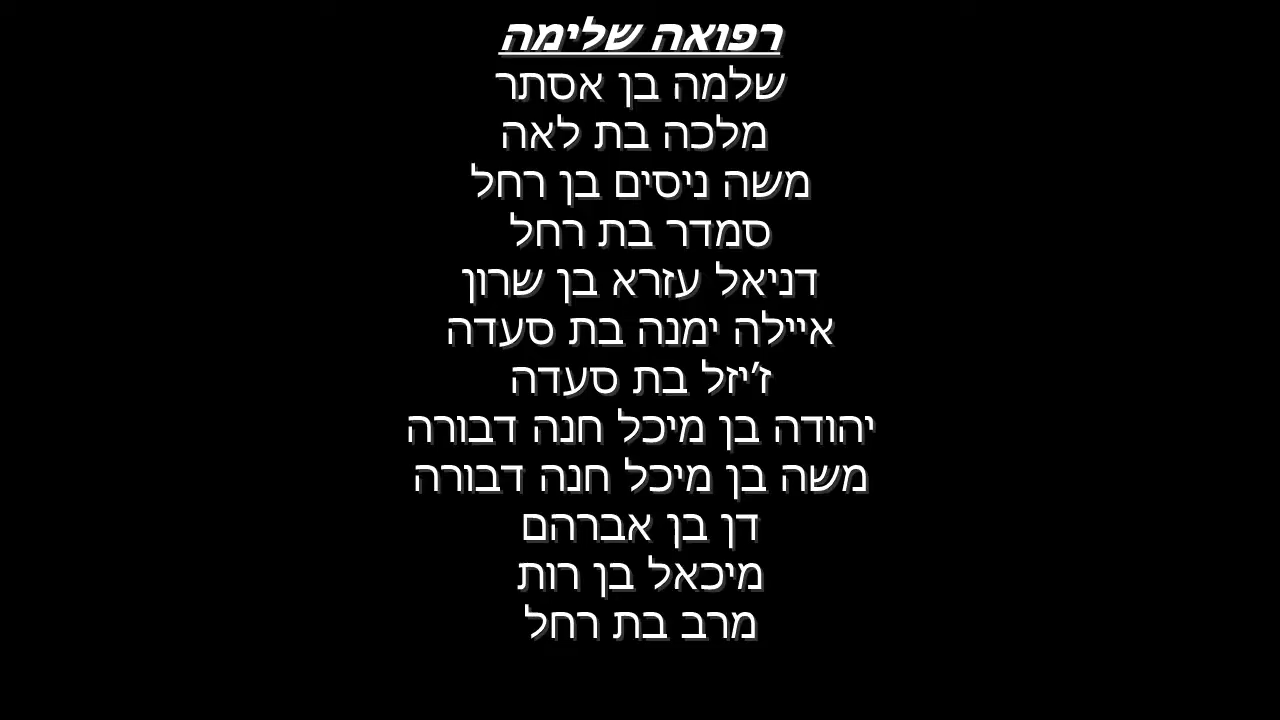 רפואה שלימה
שלמה בן אסתר
מלכה בת לאה
משה ניסים בן רחל
סמדר בת רחל
דניאל עזרא בן שרון
איילה ימנה בת סעדה
ז'יזל בת סעדה
יהודה בן מיכל חנה דבורה
משה בן מיכל חנה דבורה
דן בן אברהם
מיכאל בן רות
מרב בת רחל